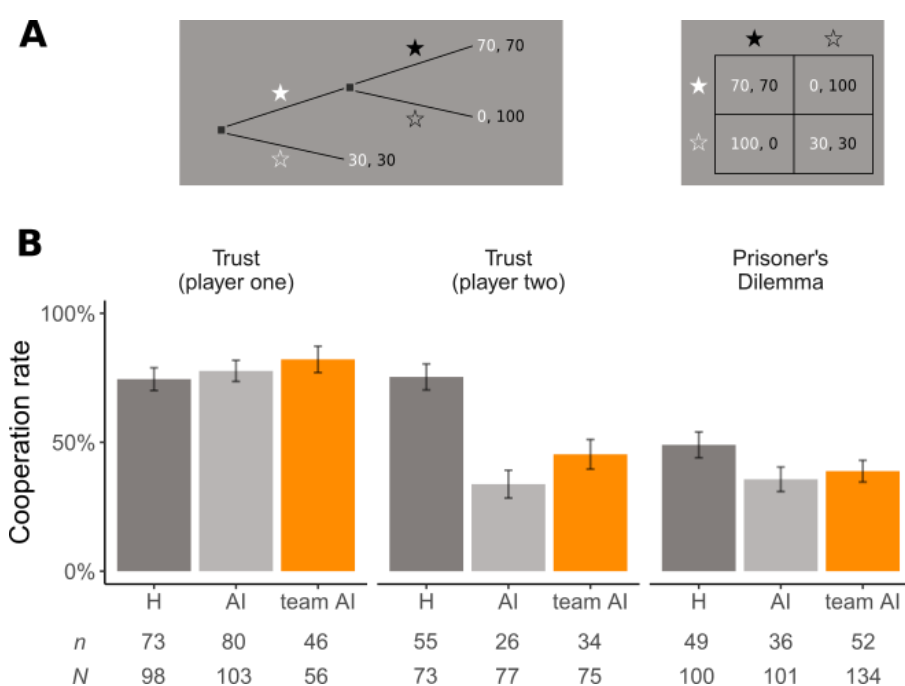 A
★ 70, 70
★
☆ 0, 100
☆ 30, 30
★ ☆
★ 70, 70 0, 100
☆ 100, 0 30, 30
B
Trust
(player one)
Trust
(player two)
Prisoner's
Dilemma
Cooperation rate
100%
50%
0%
H AI team AI H AI team AI H AI team AI
n 73 80 46 55 26 34 49 36 52
N 98 103 56 73 77 75 100 101 134